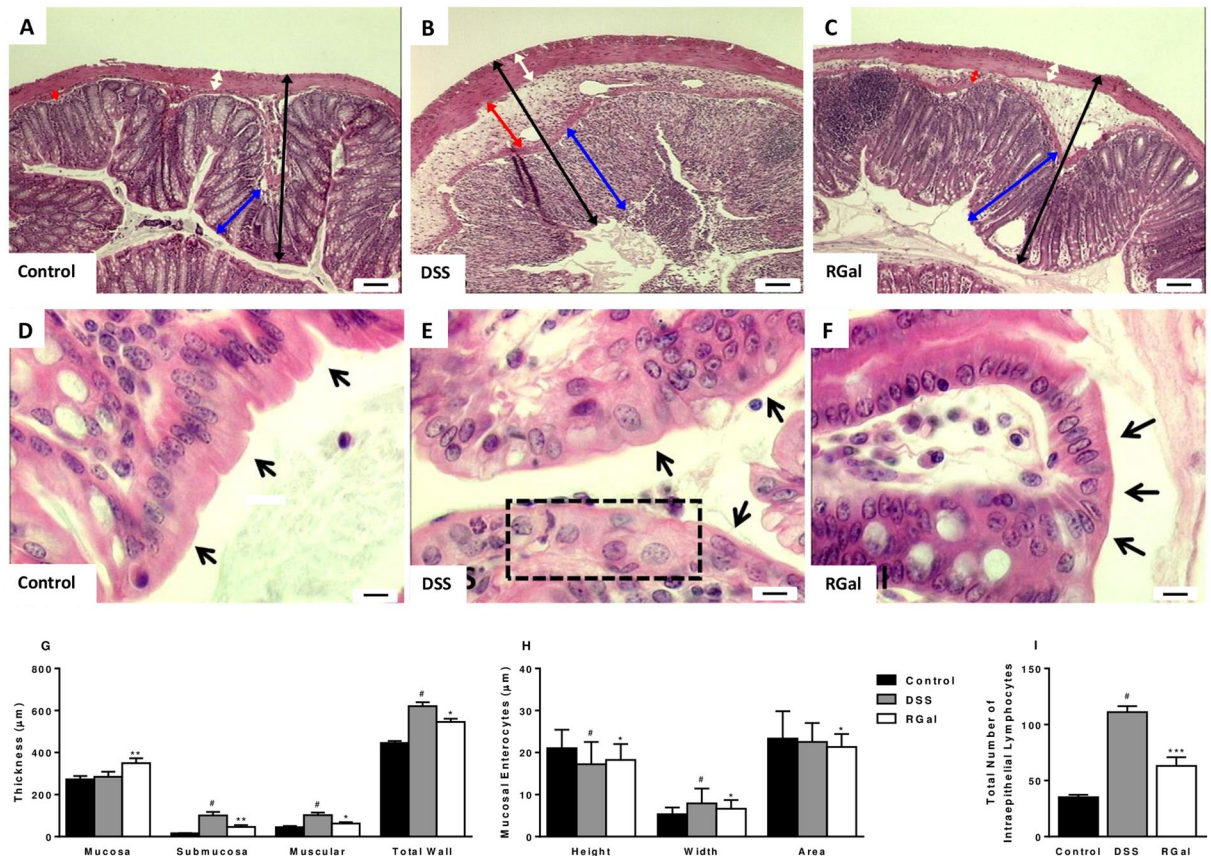 A
B
C
Control
DSS
RGal
D
E
F
Control
DSS
RGal
G
Thickness (μm)
800
600
400
200
0
**
#
**
#
*
#
*
Mucosa
Submucosa
Muscular
Total Wall
H
Mucosal Enterocytes (μm)
40
30
20
10
0
#
*
#
*
*
Height
Width
Area
Control
DSS
RGal
I
Total Number of
Intraepithelial Lymphocytes
150
100
50
0
#
***
Control
DSS
RGal